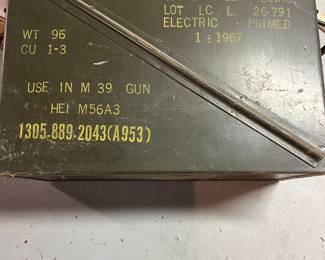 LINKS
LOT LC L. 26-791
ELECTRIC PRIMED
1:1967
WT 96
CU 1-3
USE IN M 39 GUN
HEI M56A3
1305.889.2043(A953)